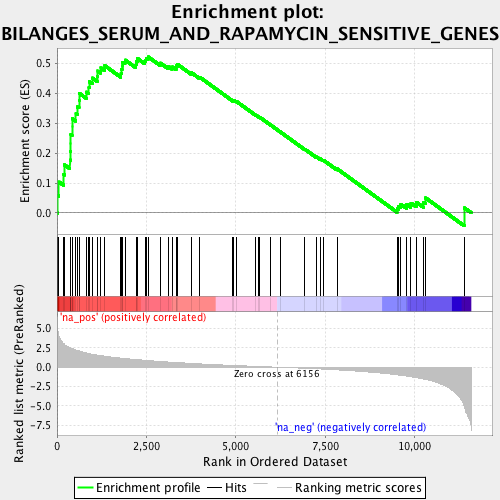 Enrichment plot:
BILANGES_SERUM_AND_RAPAMYCIN_SENSITIVE_GENES
Enrichment score (ES)
0.5
0.4
0.3
0.2
0.1
0.0
'na_pos' (positively correlated)
Ranked list metric (PreRanked)
5.0
2.5
0.0
-2.5
-5.0
-7.5
Zero cross at 6156
'na_neg' (negatively correlated)
0
2,500
5,000
7,500
10,000
Rank in Ordered Dataset
Enrichment profile
Hits
Ranking metric scores